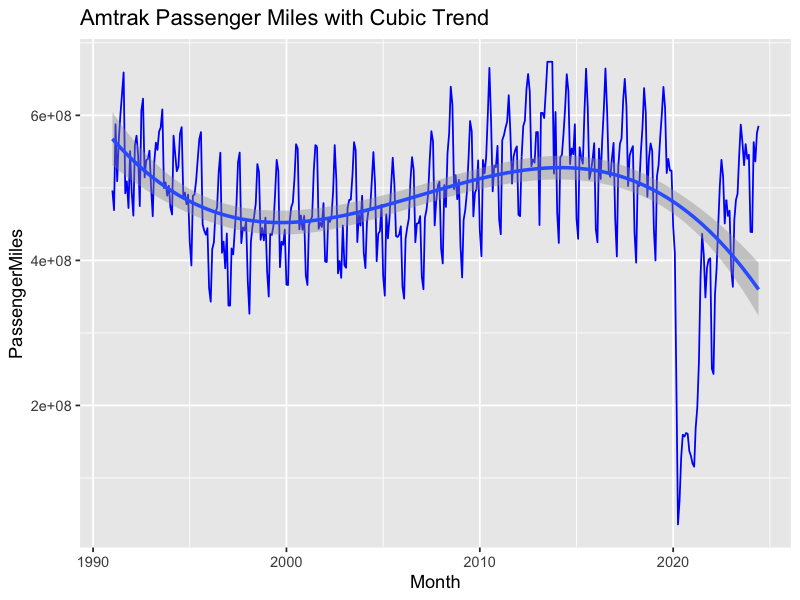 Amtrak Passenger Miles with Cubic Trend
PassengerMiles
6e+08
4e+08
2e+08
1990 2000 2010 2020
Month